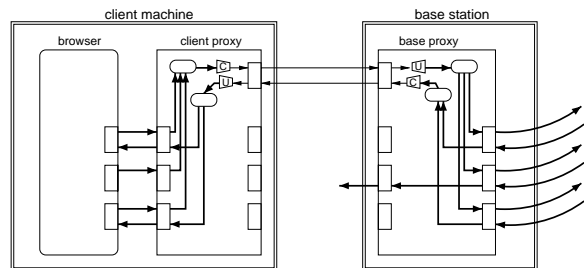 client machine
base station
browser
client proxy
base proxy
C
U
U
C